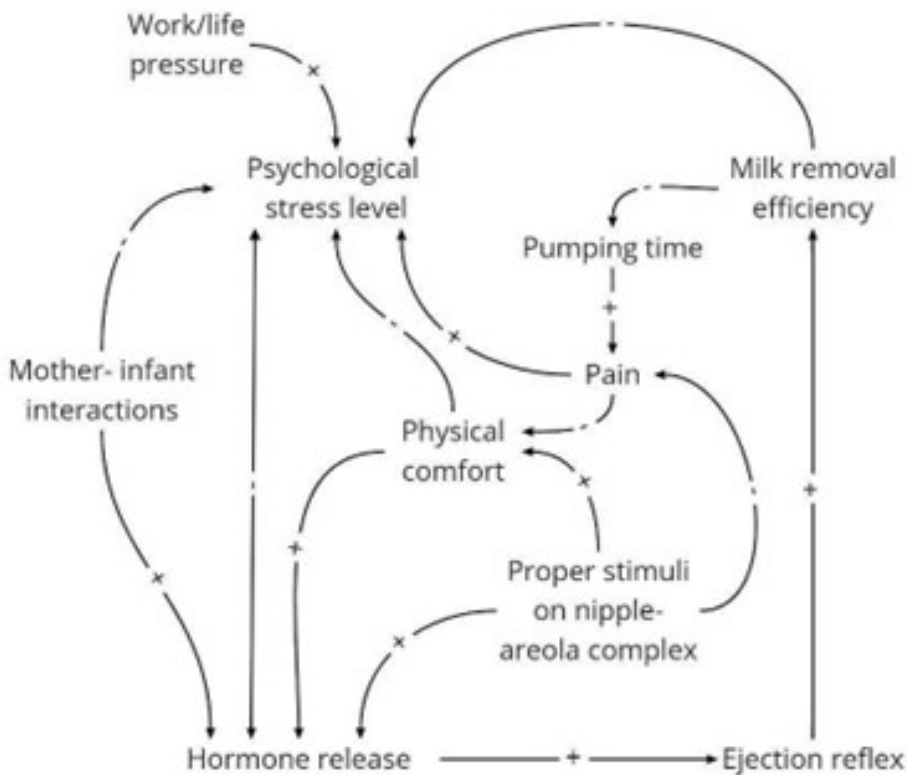 Work/life
pressure
Psychological
stress level
Milk removal
efficiency
Pumping time
+
Mother- infant
interactions
Pain
Physical
comfort
Proper stimuli
on nipple-
areola complex
+
Hormone release
+
Ejection reflex